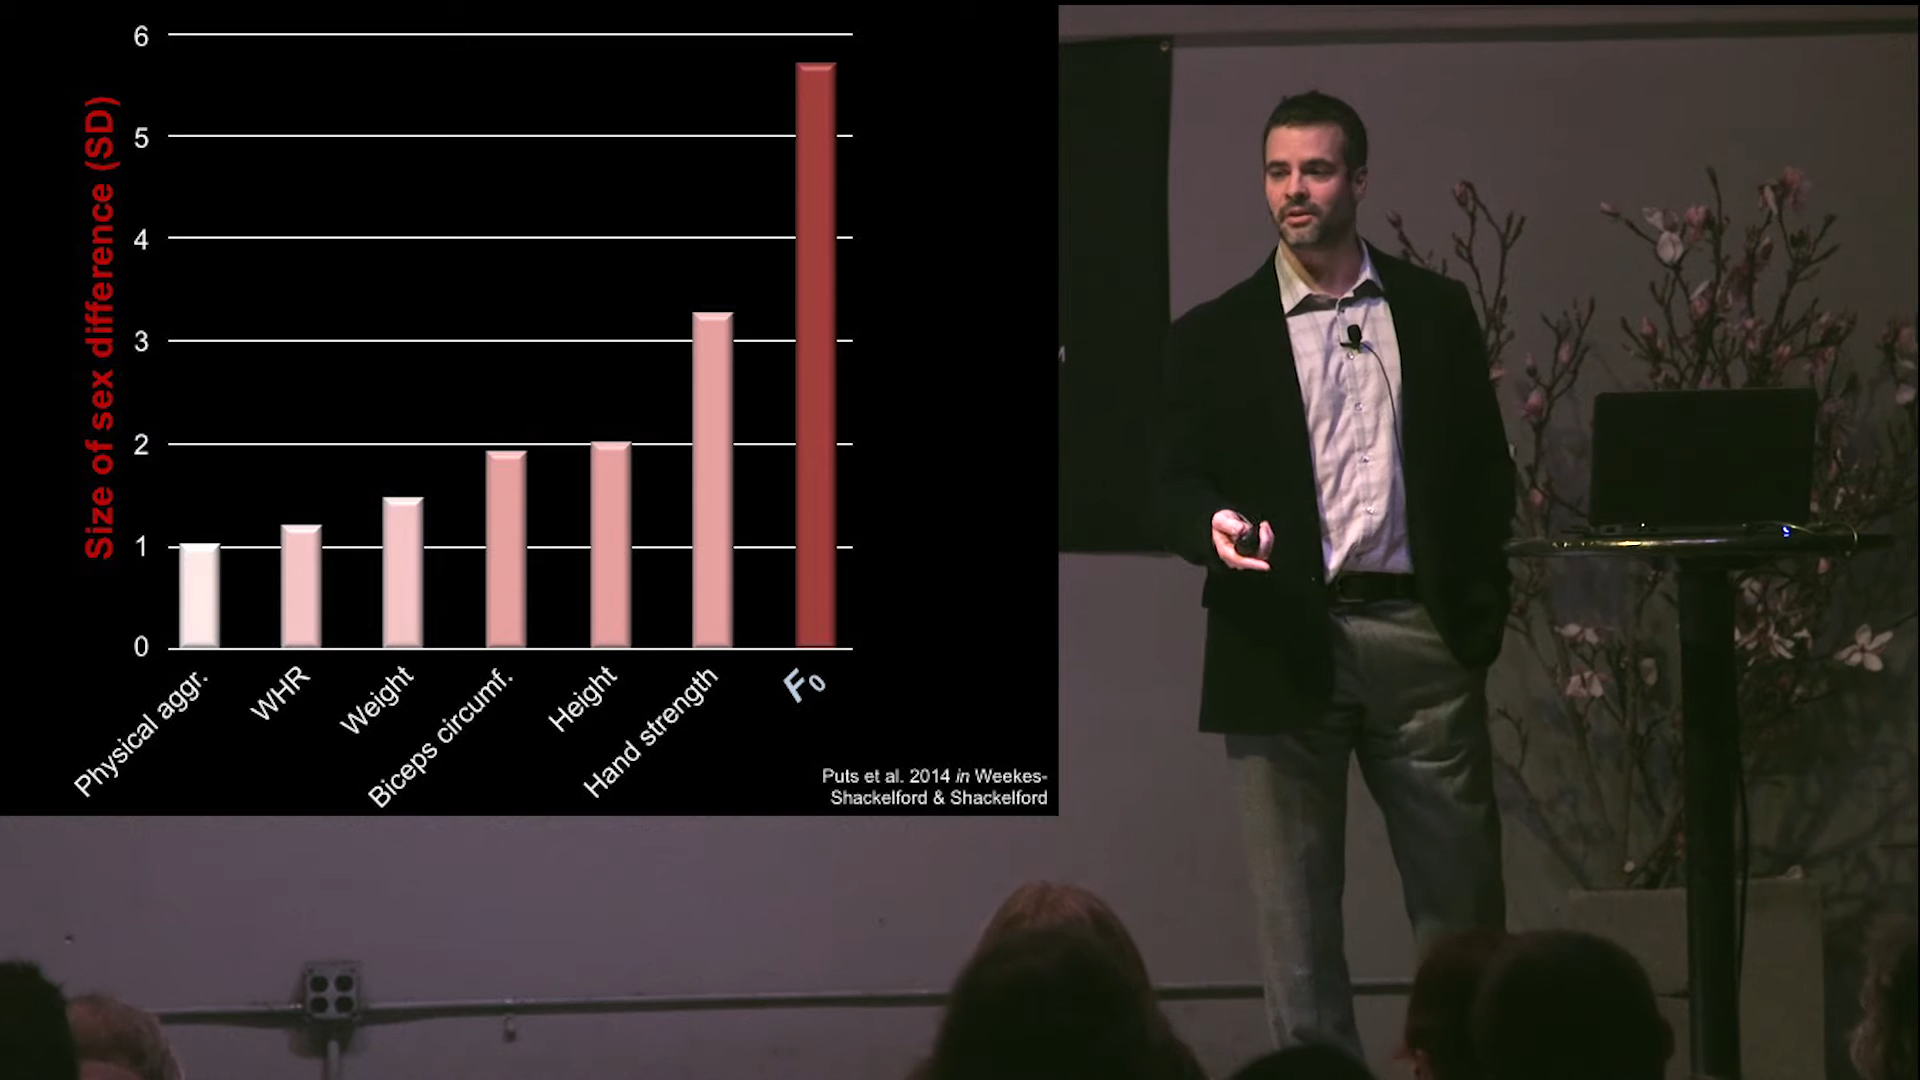 Size of sex difference (SD)
6
5
4
3
2
1
0
Physical aggr.
WHR
Weight
Biceps circumf.
Height
Hand strength
F₀
Puts et al. 2014 in Weekes-
Shackelford & Shackelford